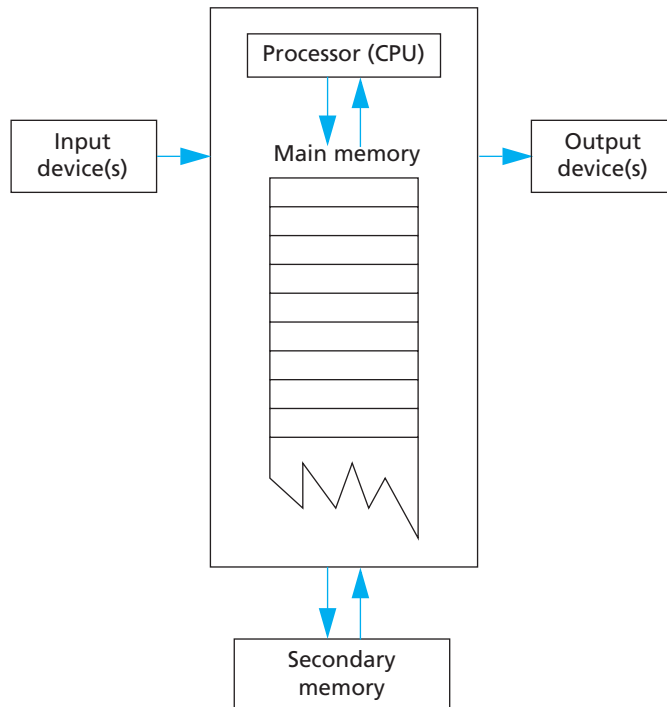 Processor (CPU)
Input
device(s)
Main memory
Output
device(s)
Secondary
memory